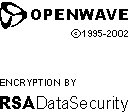 OPENWAVE
©1995-2002
ENCRYPTION BY
RSADataSecurity